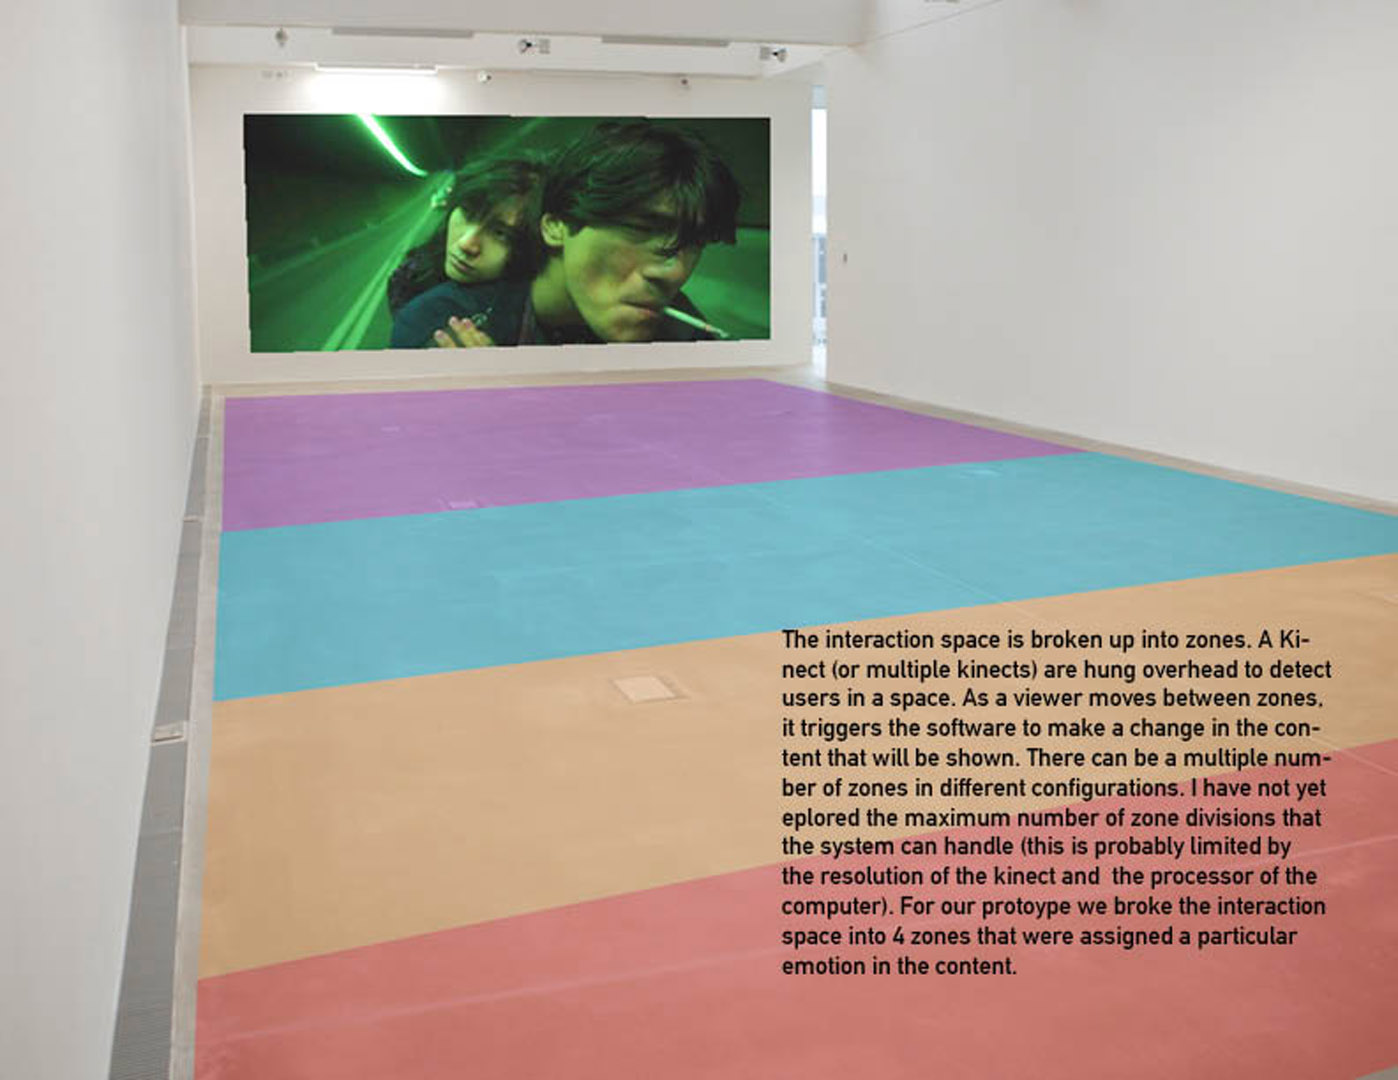 The interaction space is broken up into zones. A Ki-
nect (or multiple kinects) are hung overhead to detect
users in a space. As a viewer moves between zones,
it triggers the software to make a change in the con-
tent that will be shown. There can be a multiple num-
ber of zones in different configurations. I have not yet
eplored the maximum number of zone divisions that
the system can handle (this is probably limited by
the resolution of the kinect and  the processor of the
computer). For our protoype we broke the interaction
space into 4 zones that were assigned a particular
emotion in the content.